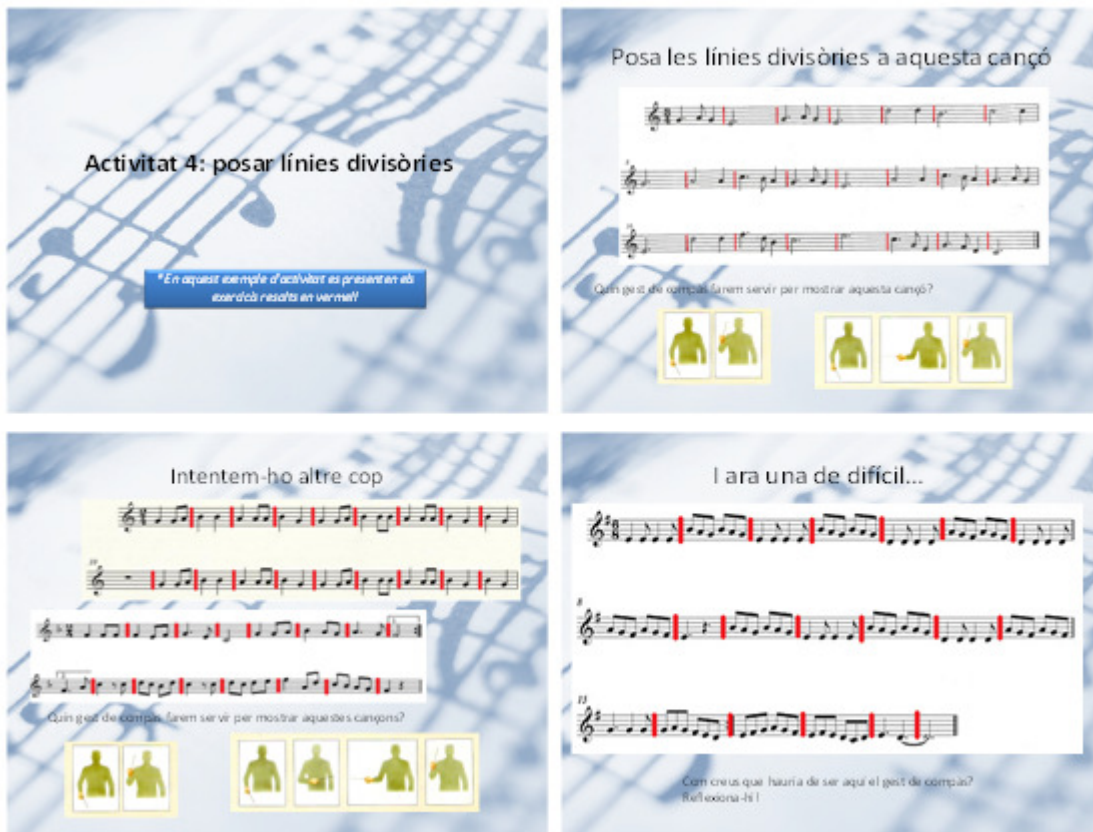 Activitat 4: posar línies divisòries
*En aquest exemple d'activitat es presenten els
exercicis resolts en vermell
Posa les línies divisòries a aquesta cançó
Quin gest de compàs farem servir per mostrar aquesta cançó?
Intentem-ho altre cop
Quin gest de compàs farem servir per mostrar aquestes cançons?
I ara una de difícil...
8
15
Com creus que hauria de ser aquí el gest de compàs?
Reflexiona-hi!